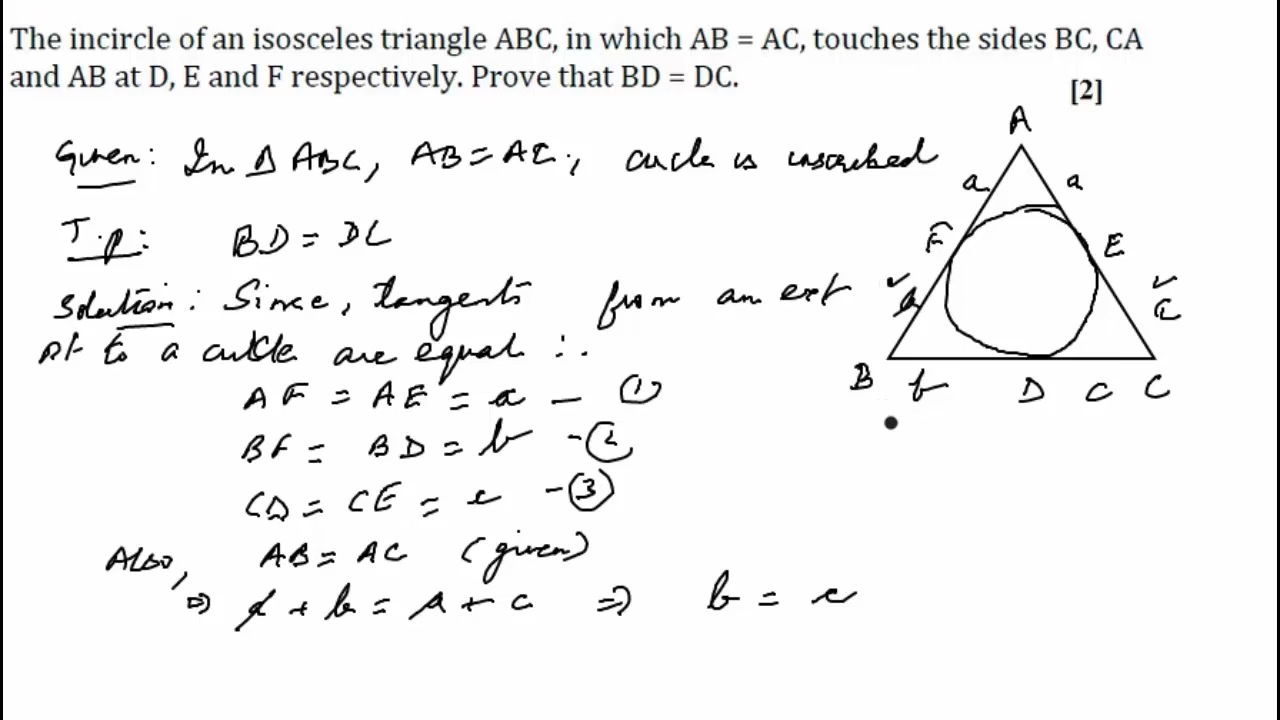 The incircle of an isosceles triangle ABC, in which AB = AC, touches the sides BC, CA
and AB at D, E and F respectively. Prove that BD = DC.
[2]
Given: In Δ ABC, AB = AC, circle is inscribed
T.p: BD = DC
Solution: Since, tangents from an ext
pt to a circle are equal ∴
AF = AE = a — ①
BF = BD = b - ②
CD = CE = c - ③
Also, AB = AC (given)
⇒ a + b = a + c ⇒ b = c
A
a a
F E
b c
B b D c C